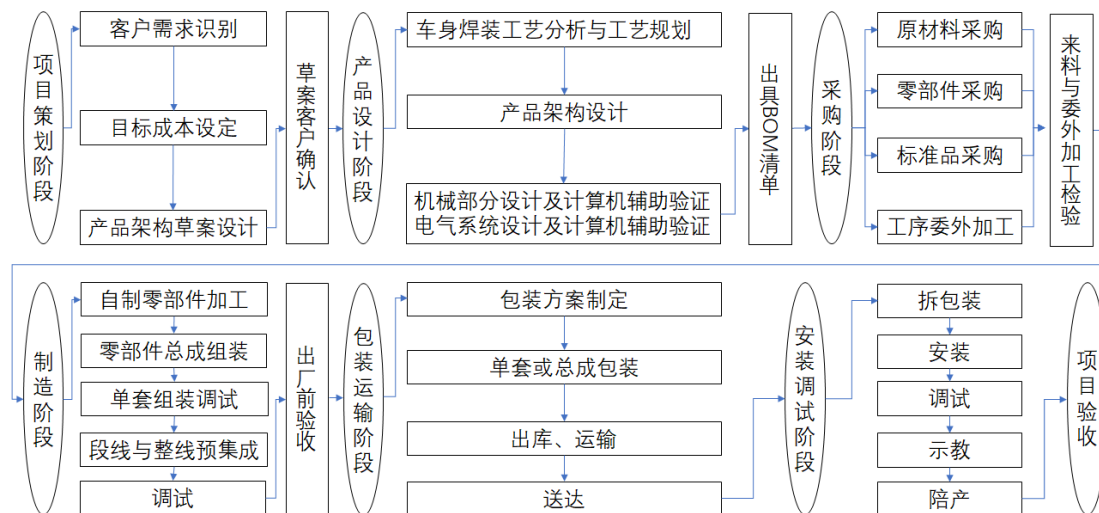 项目策划阶段
客户需求识别
目标成本设定
产品架构草案设计
草案客户确认
产品设计阶段
车身焊装工艺分析与工艺规划
产品架构设计
机械部分设计及计算机辅助验证
电气系统设计及计算机辅助验证
出具BOM清单
采购阶段
原材料采购
零部件采购
标准品采购
工序委外加工
来料与委外加工检验
制造阶段
自制零部件加工
零部件总成组装
单套组装调试
段线与整线预集成
调试
出厂前验收
包装运输阶段
包装方案制定
单套或总成包装
出库、运输
送达
安装调试阶段
拆包装
安装
调试
示教
陪产
项目验收